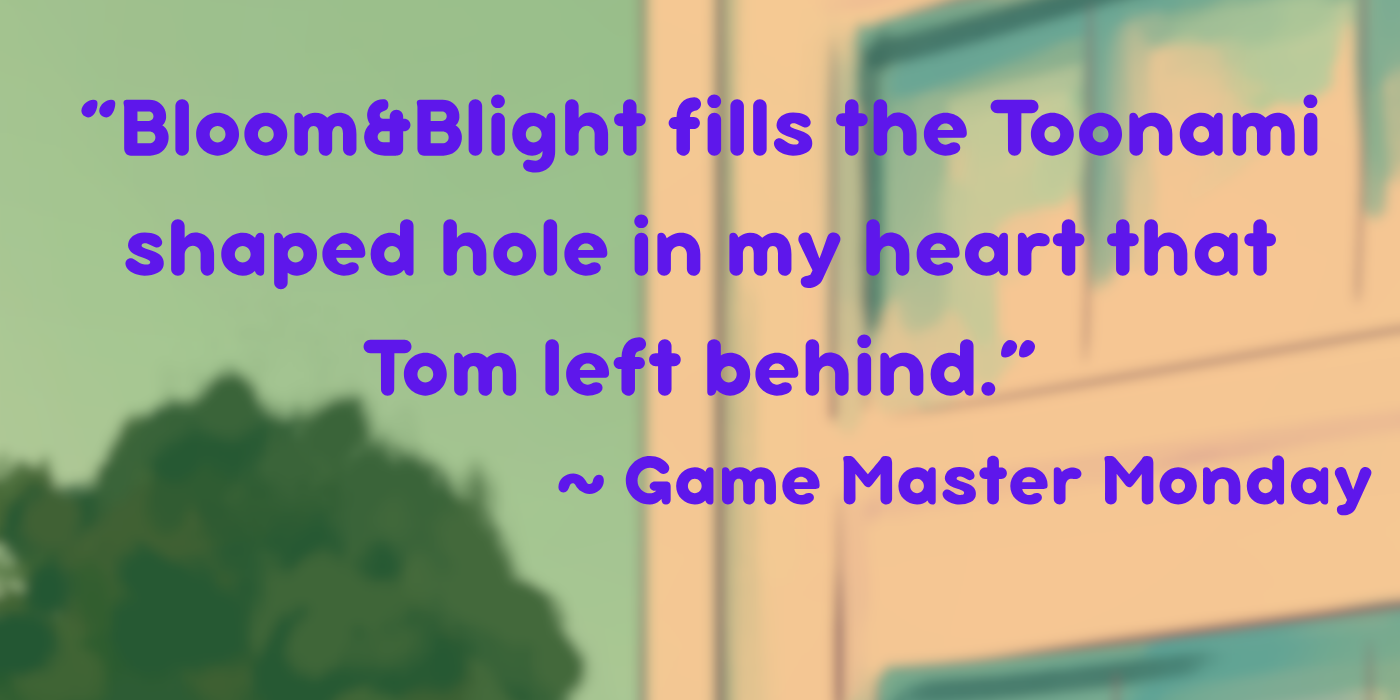 “Bloom&Blight fills the Toonami
shaped hole in my heart that
Tom left behind.”
~ Game Master Monday